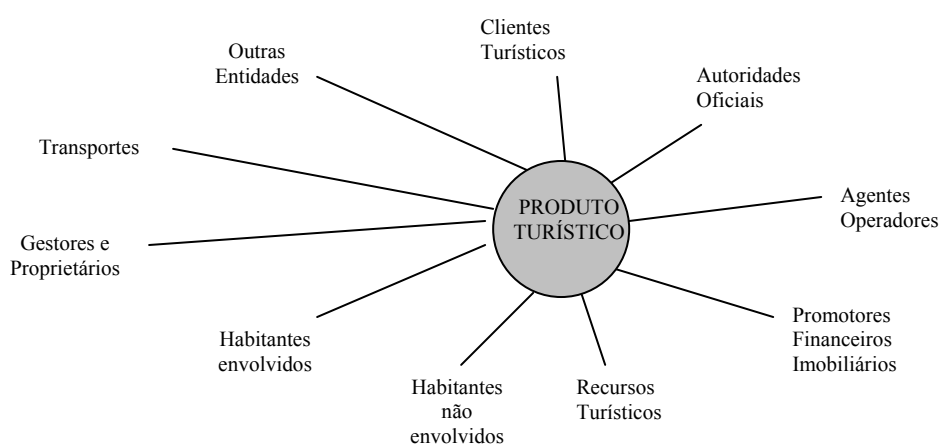 Clientes
Turísticos
Outras
Entidades
Autoridades
Oficiais
Transportes
PRODUTO
TURÍSTICO
Agentes
Operadores
Gestores e
Proprietários
Promotores
Financeiros
Imobiliários
Habitantes
envolvidos
Habitantes
não
envolvidos
Recursos
Turísticos